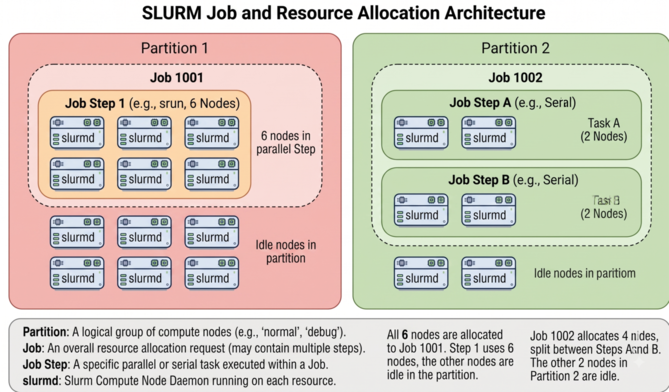 SLURM Job and Resource Allocation Architecture
Partition 1
Job 1001
Job Step 1 (e.g., srun, 6 Nodes)
slurmd slurmd slurmd
slurmd slurmd slurmd
6 nodes in
parallel Step
slurmd slurmd slurmd
slurmd slurmd slurmd
Idle nodes in
partition
Partition 2
Job 1002
Job Step A (e.g., Seral)
slurmd slurmd
Task A
(2 Nodes)
Job Step B (e.g., Serial)
slurmd slurmd
(2 Nodes)
slurmd slurmd
Idle nodes in partitiom
Partition: A logical group of compute nodes (e.g., 'normal', 'debug').
Job: An overall resource allocation request (may contain multiple steps).
Job Step: A specific parallel or serial task executed within a Job.
slurmd: Slurm Compute Node Daemon running on each resource.
All 6 nodes are allocated
to Job 1001. Step 1 uses 6
nodes, the other nodes are
idle in the partition.
Job 1002 allocates 4 nodes,
split between Steps A and B.
The other 2 nodes in
Partition 2 are idle.